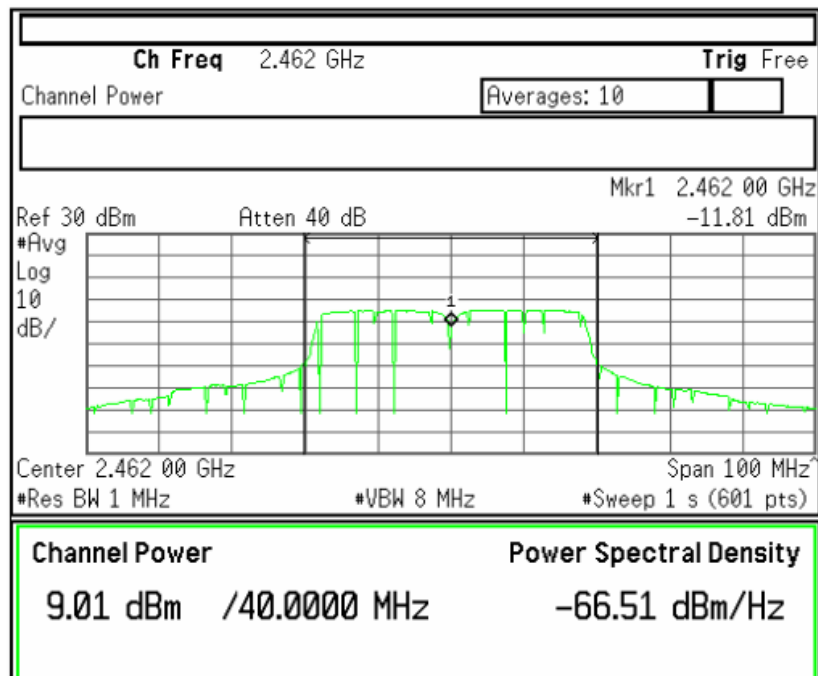 Ch Freq 2.462 GHz Trig Free
Channel Power Averages: 10
Mkr1 2.462 00 GHz
Ref 30 dBm Atten 40 dB -11.81 dBm
#Avg
Log
10
dB/
1
Center 2.462 00 GHz Span 100 MHz^
#Res BW 1 MHz #VBW 8 MHz #Sweep 1 s (601 pts)
Channel Power Power Spectral Density
9.01 dBm /40.0000 MHz -66.51 dBm/Hz